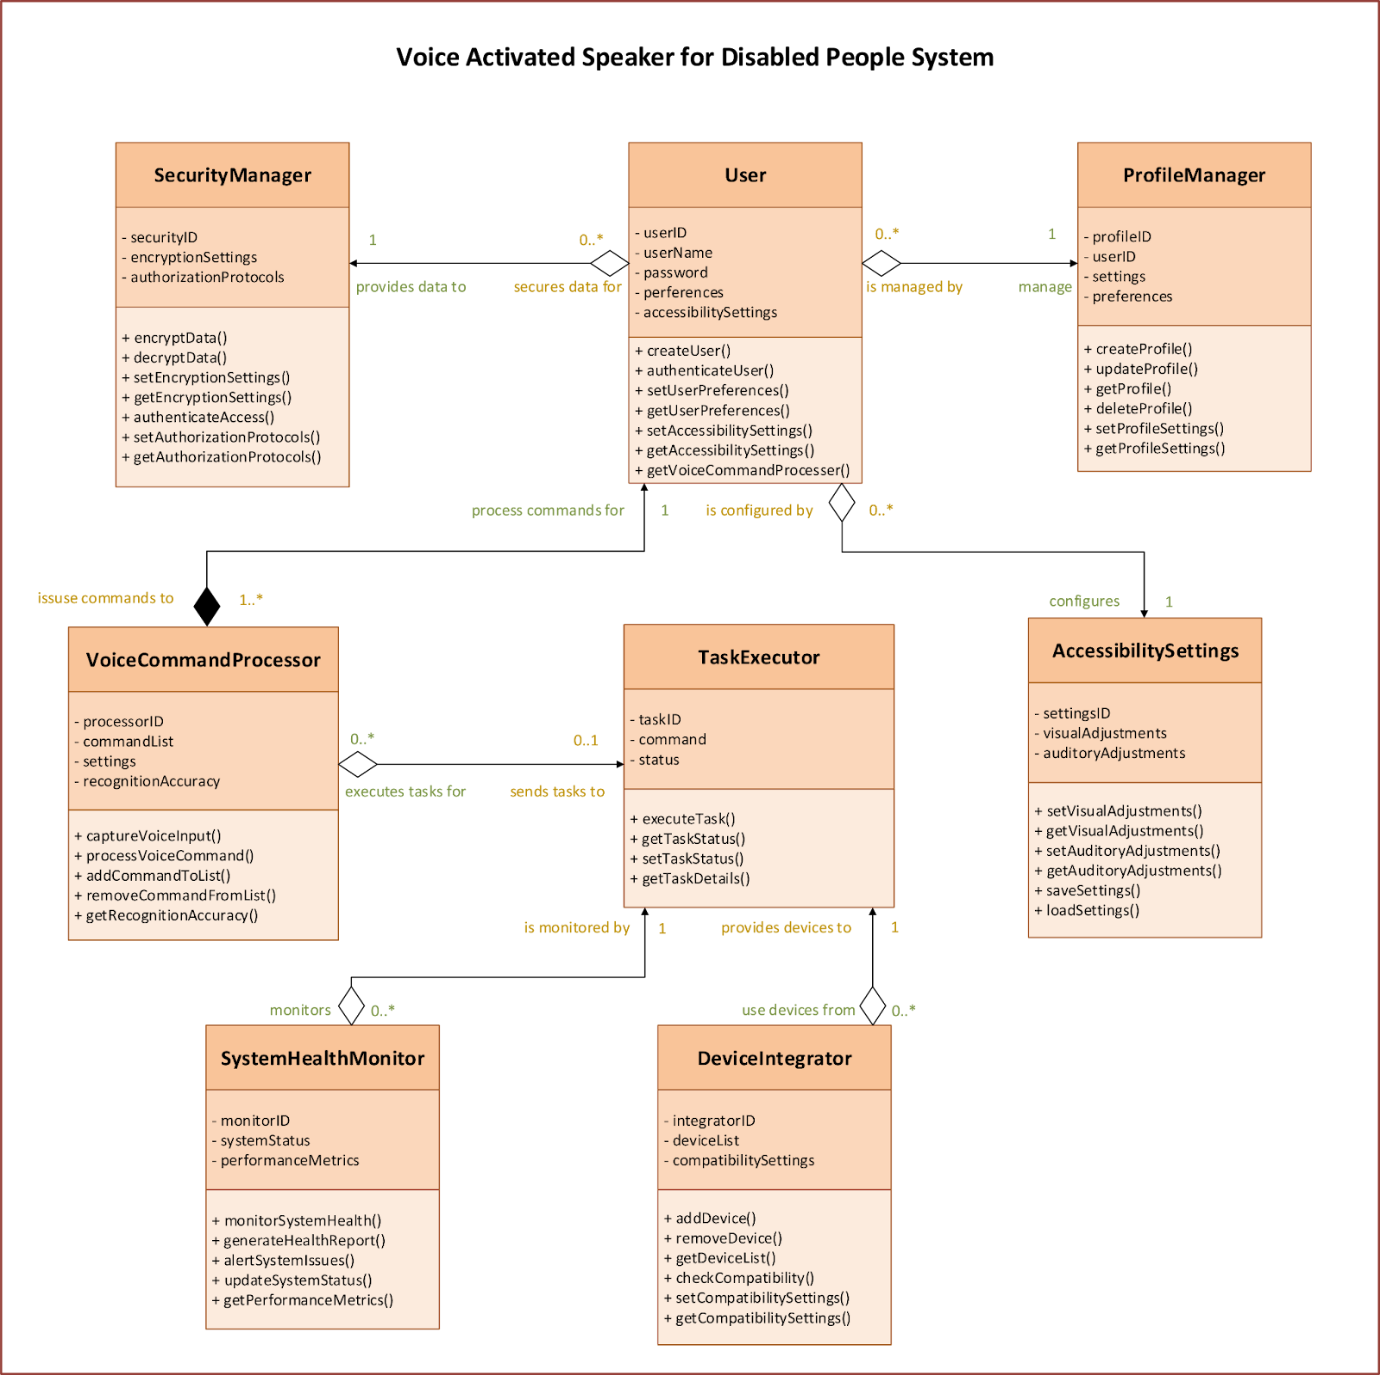 Voice Activated Speaker for Disabled People System
SecurityManager
- securityID
- encryptionSettings
- authorizationProtocols
+ encryptData()
+ decryptData()
+ setEncryptionSettings()
+ getEncryptionSettings()
+ authenticateAccess()
+ setAuthorizationProtocols()
+ getAuthorizationProtocols()
1
0..*
provides data to
secures data for
User
- userID
- userName
- password
- perferences
- accessibilitySettings
+ createUser()
+ authenticateUser()
+ setUserPreferences()
+ getUserPreferences()
+ setAccessibilitySettings()
+ getAccessibilitySettings()
+ getVoiceCommandProcesser()
0..*
1
is managed by
manage
ProfileManager
- profileID
- userID
- settings
- preferences
+ createProfile()
+ updateProfile()
+ getProfile()
+ deleteProfile()
+ setProfileSettings()
+ getProfileSettings()
process commands for
1
is configured by
0..*
issuse commands to
1..*
configures
1
VoiceCommandProcessor
- processorID
- commandList
- settings
- recognitionAccuracy
+ captureVoiceInput()
+ processVoiceCommand()
+ addCommandToList()
+ removeCommandFromList()
+ getRecognitionAccuracy()
0..*
0..1
executes tasks for
sends tasks to
TaskExecutor
- taskID
- command
- status
+ executeTask()
+ getTaskStatus()
+ setTaskStatus()
+ getTaskDetails()
AccessibilitySettings
- settingsID
- visualAdjustments
- auditoryAdjustments
+ setVisualAdjustments()
+ getVisualAdjustments()
+ setAuditoryAdjustments()
+ getAuditoryAdjustments()
+ saveSettings()
+ loadSettings()
is monitored by
1
provides devices to
1
monitors
0..*
use devices from
0..*
SystemHealthMonitor
- monitorID
- systemStatus
- performanceMetrics
+ monitorSystemHealth()
+ generateHealthReport()
+ alertSystemIssues()
+ updateSystemStatus()
+ getPerformanceMetrics()
DeviceIntegrator
- integratorID
- deviceList
- compatibilitySettings
+ addDevice()
+ removeDevice()
+ getDeviceList()
+ checkCompatibility()
+ setCompatibilitySettings()
+ getCompatibilitySettings()